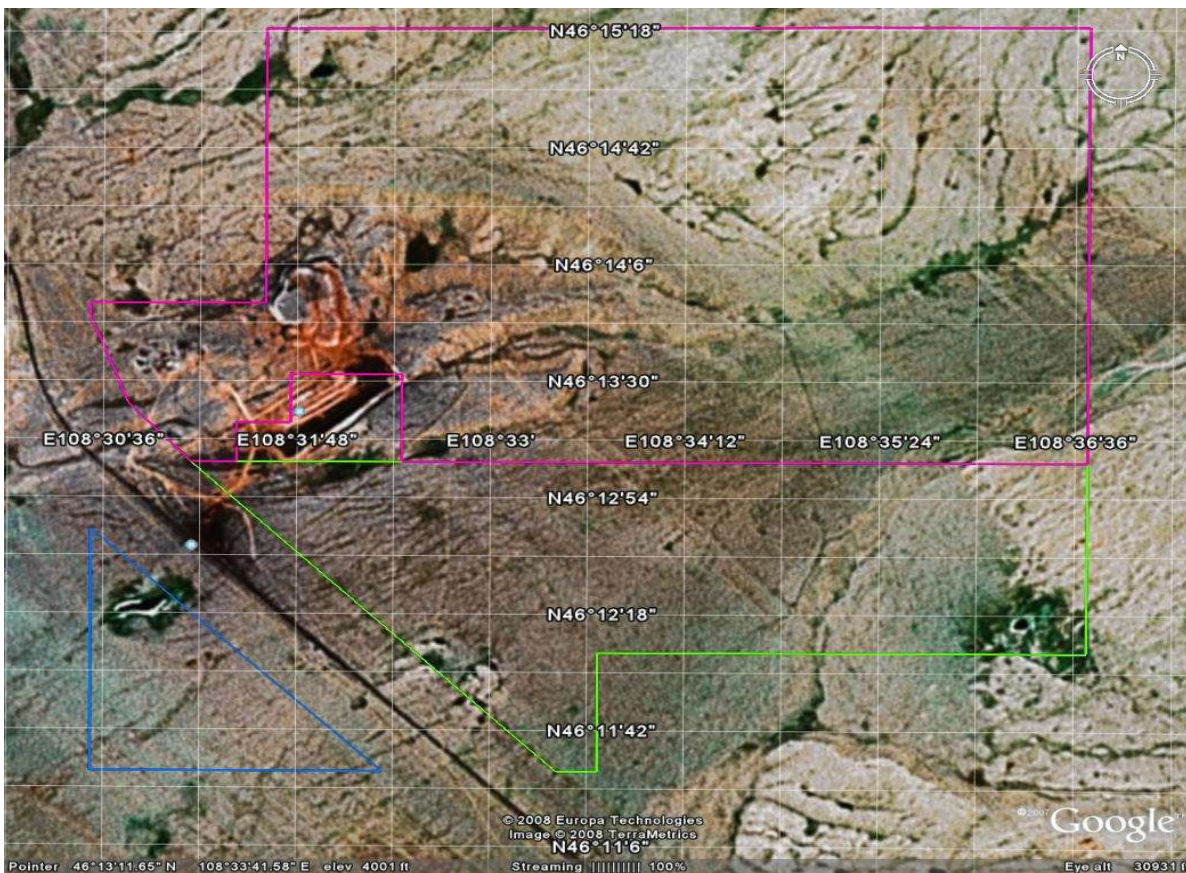 N46°15'18"
N
N46°14'42"
N46°14'6"
N46°13'30"
E108°30'36" E108°31'48" E108°33' E108°34'12" E108°35'24" E108°36'36"
N46°12'54"
N46°12'18"
N46°11'42"
© 2008 Europa Technologies
Image © 2008 TerraMetrics
©2007 Google
N46°11'6"
Pointer 46°13'11.65" N 108°33'41.58" E elev 4001 ft Streaming |||||||||| 100% Eye alt 30931 f